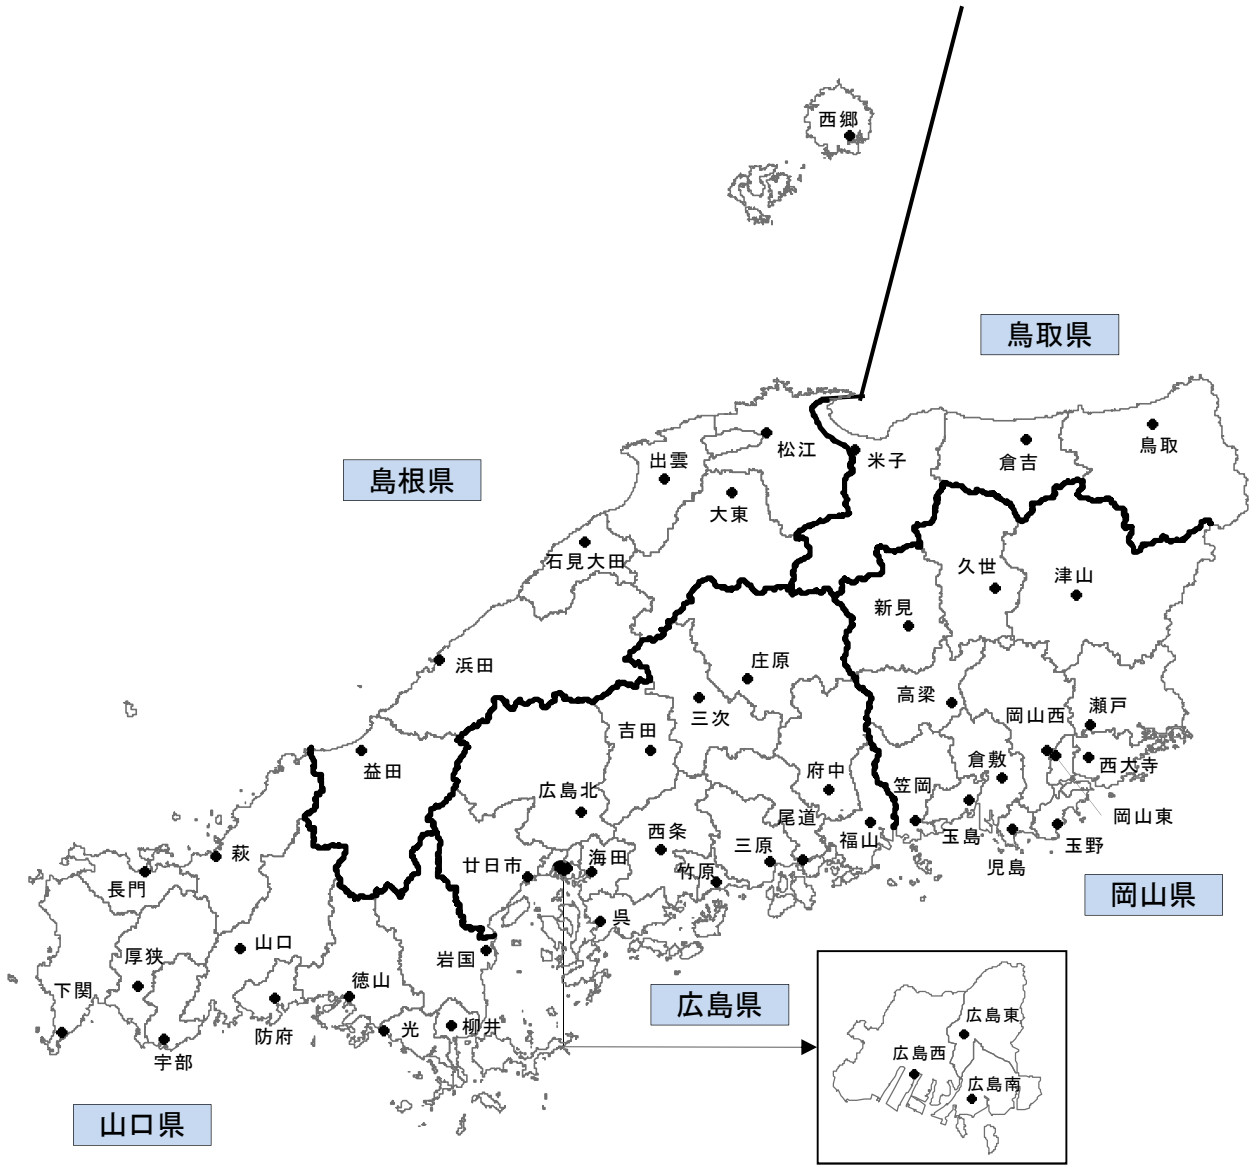 西郷
鳥取県
島根県
鳥取
松江
米子
倉吉
出雲
大東
石見大田
久世
津山
新見
浜田
庄原
高梁
瀬戸
三次
岡山西
吉田
益田
倉敷
西大寺
府中
笠岡
広島北
岡山東
尾道
西条
福山
玉島
玉野
三原
萩
海田
児島
廿日市
竹原
長門
岡山県
呉
山口
厚狭
岩国
徳山
下関
広島県
広島東
光
柳井
防府
広島西
宇部
広島南
山口県